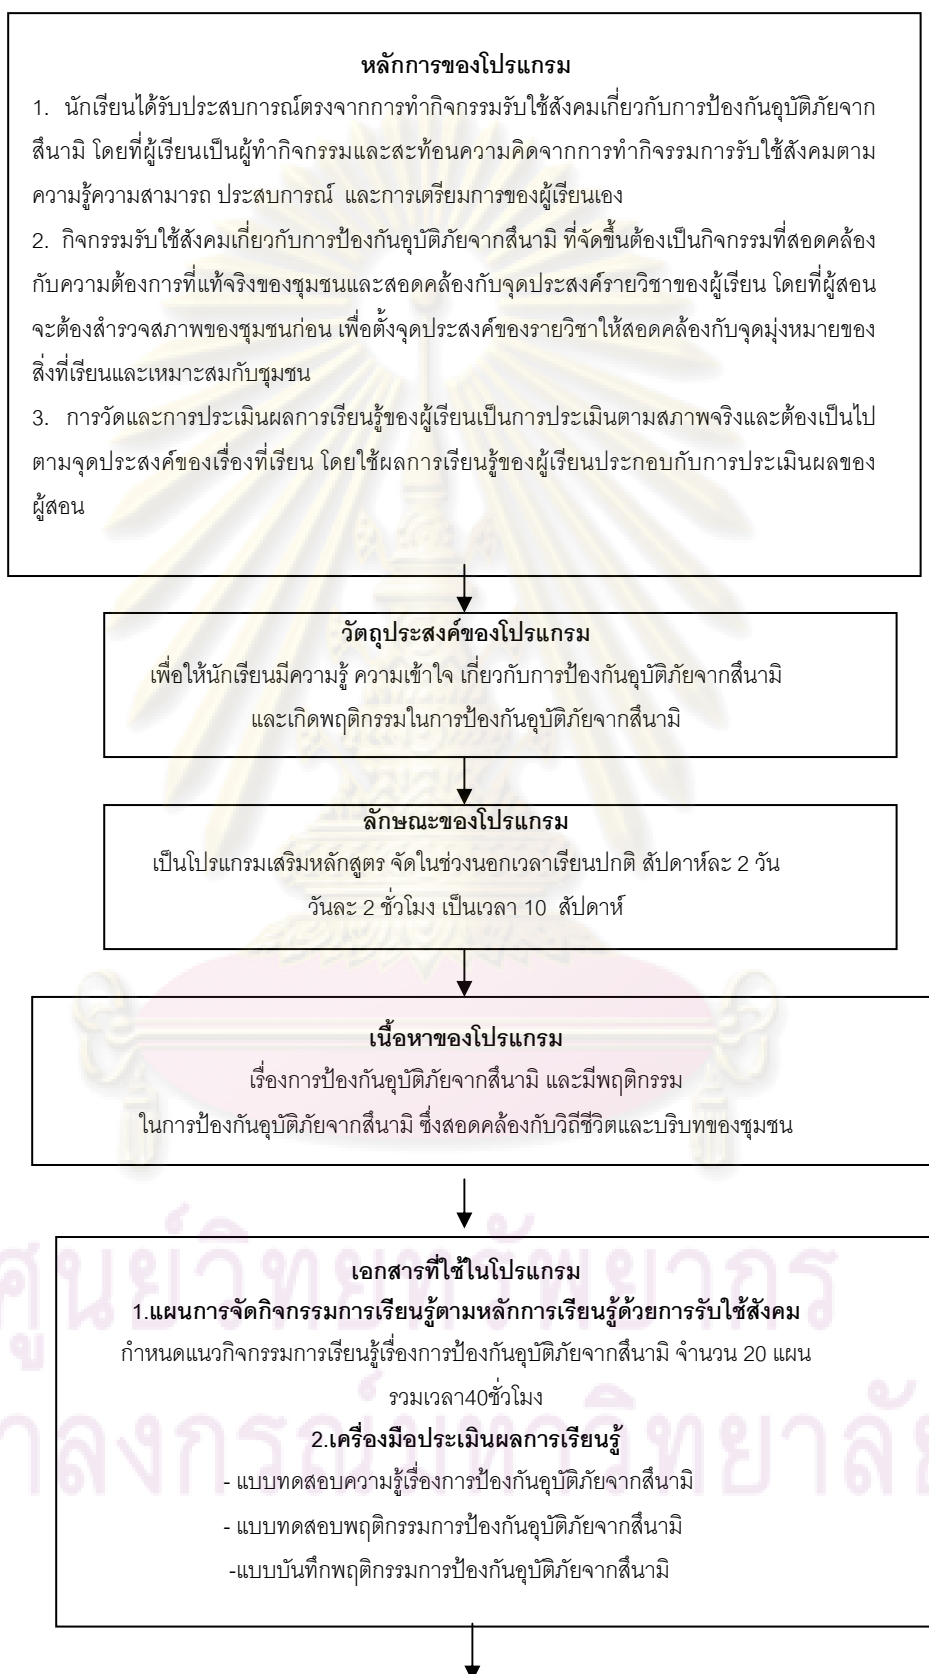 หลักการของโปรแกรม
1. นักเรียนได้รับประสบการณ์ตรงจากการทำกิจกรรมรับใช้สังคมเกี่ยวกับการป้องกันอุบัติภัยจาก
สึนามิ โดยที่ผู้เรียนเป็นผู้ทำกิจกรรมและสะท้อนความคิดจากการทำกิจรรมการรับใช้สังคมตาม
ความรู้ความสามารถ ประสบการณ์ และการเตรียมการของผู้เรียนเอง
2. กิจกรรมรับใช้สังคมเกี่ยวกับการป้องกันอุบัติภัยจากสึนามิ ที่จัดขึ้นต้องเป็นกิจกรรมที่สอดคล้อง
กับความต้องการที่แท้จริงของชุมชนและสอดคล้องกับจุดประสงค์รายวิชาของผู้เรียน โดยที่ผู้สอน
จะต้องสำรวจสภาพของชุมชนก่อน เพื่อตั้งจุดประสงค์ของรายวิชาให้สอดคล้องกับจุดมุ่งหมายของ
สิ่งที่เรียนและเหมาะสมกับชุมชน
3. การวัดและการประเมินผลการเรียนรู้ของผู้เรียนเป็นการประเมินตามสภาพจริงและต้องเป็นไป
ตามจุดประสงค์ของเรื่องที่เรียน โดยใช้ผลการเรียนรู้ของผู้เรียนประกอบกับการประเมินผลของ
ผู้สอน
วัตถุประสงค์ของโปรแกรม
เพื่อให้นักเรียนมีความรู้ ความเข้าใจ เกี่ยวกับการป้องกันอุบัติภัยจากสึนามิ
และเกิดพฤติกรรมในการป้องกันอุบัติภัยจากสึนามิ
ลักษณะของโปรแกรม
เป็นโปรแกรมเสริมหลักสูตร จัดในช่วงนอกเวลาเรียนปกติ สัปดาห์ละ 2 วัน
วันละ 2 ชั่วโมง เป็นเวลา 10 สัปดาห์
เนื้อหาของโปรแกรม
เรื่องการป้องกันอุบัติภัยจากสึนามิ และมีพฤติกรรม
ในการป้องกันอุบัติภัยจากสึนามิ ซึ่งสอดคล้องกับวิถีชีวิตและบริบทของชุมชน
เอกสารที่ใช้ในโปรแกรม
1.แผนการจัดกิจกรรมการเรียนรู้ตามหลักการเรียนรู้ด้วยการรับใช้สังคม
กำหนดแนวกิจกรรมการเรียนรู้เรื่องการป้องกันอุบัติภัยจากสึนามิ จำนวน 20 แผน
รวมเวลา40ชั่วโมง
2.เครื่องมือประเมินผลการเรียนรู้
- แบบทดสอบความรู้เรื่องการป้องกันอุบัติภัยจากสึนามิ
- แบบทดสอบพฤติกรรมการป้องกันอุบัติภัยจากสึนามิ
-แบบบันทึกพฤติกรรมการป้องกันอุบัติภัยจากสึนามิ
ศูนย์วิทยทรัพยากร
าลงกรณ์มหาวิทยาลัย